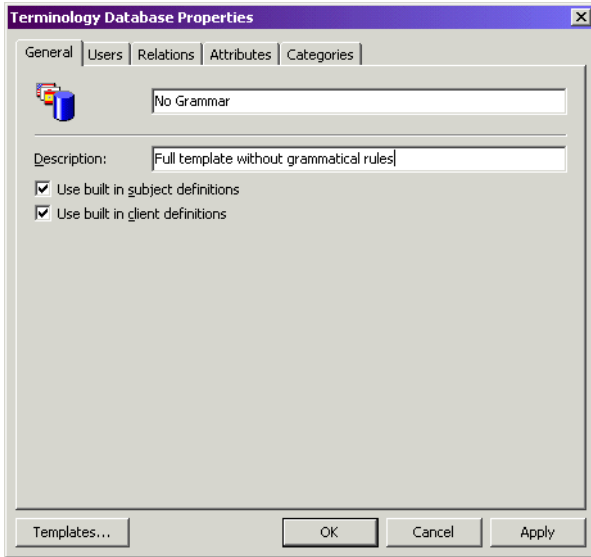 Terminology Database Properties
General Users Relations Attributes Categories
No Grammar
Description: Full template without grammatical rules
Use built in subject definitions
Use built in client definitions
Templates... OK Cancel Apply